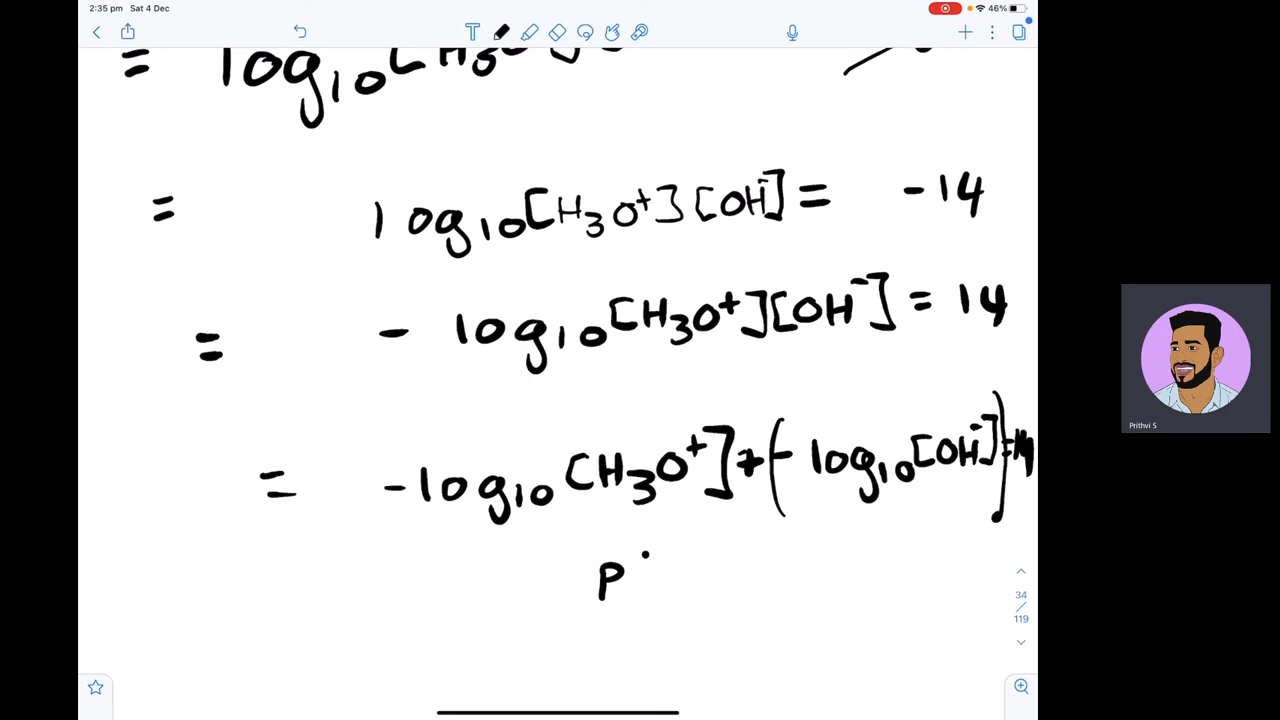 2:35 pm Sat 4 Dec
46%
= log₁₀[H₃O
= log₁₀[H₃O⁺][OH⁻] = -14
= - log₁₀[H₃O⁺][OH⁻] = 14
= -log₁₀[H₃O⁺]+(- log₁₀[OH⁻])=14
p
Prithvi S
34
/
119